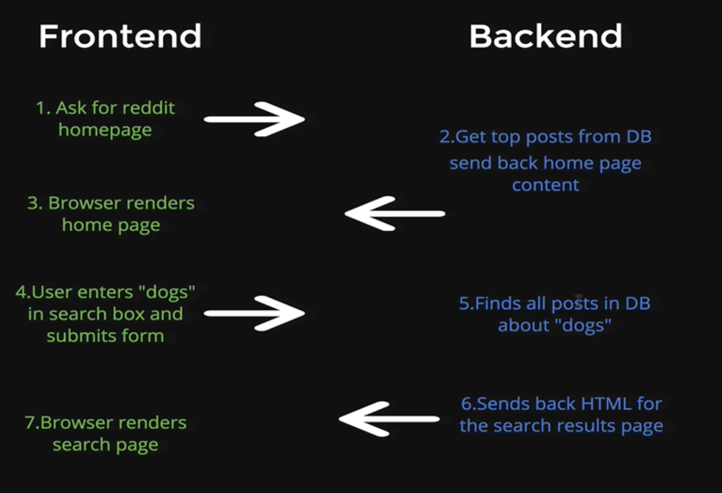 Frontend
Backend
1. Ask for reddit
homepage
2.Get top posts from DB
send back home page
content
3. Browser renders
home page
4.User enters "dogs"
in search box and
submits form
5.Finds all posts in DB
about "dogs"
6.Sends back HTML for
the search results page
7.Browser renders
search page